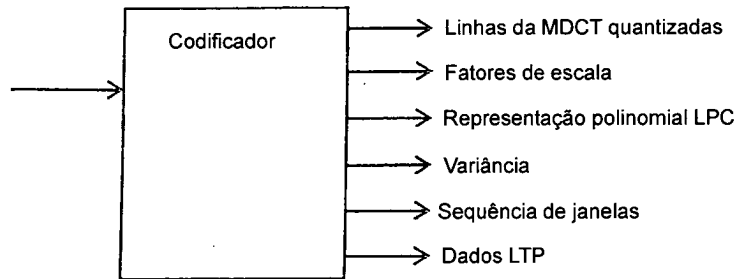 Codificador
Linhas da MDCT quantizadas
Fatores de escala
Representação polinomial LPC
Variância
Sequência de janelas
Dados LTP